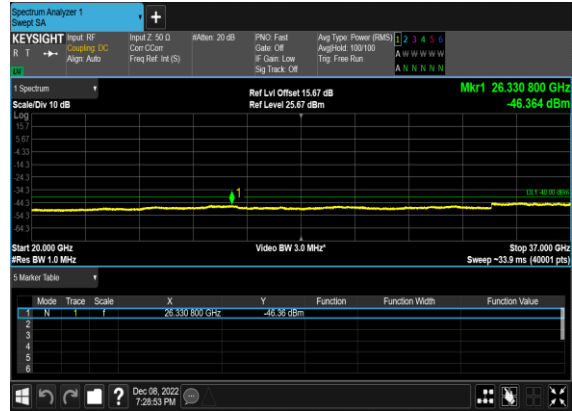 Spectrum Analyzer 1
Swept SA
+
KEYSIGHT Input: RF Input Z: 50 Ω #Atten: 20 dB PNO: Fast Avg Type: Power (RMS) 1 2 3 4 5 6
R T Coupling: DC Corr CCorr Gate: Off Avg|Hold: 100/100 A W W W W W
Align: Auto Freq Ref: Int (S) IF Gain: Low Trig: Free Run
Sig Track: Off A N N N N N
1 Spectrum Ref Lvl Offset 15.67 dB Mkr1 26.330 800 GHz
Scale/Div 10 dB Ref Level 25.67 dBm -46.364 dBm
Log
15.7
5.67
-4.33
-14.3
-24.3
-34.3
1
DL1 -40.00 dBm
-44.3
-54.3
-64.3
Start 20.000 GHz Video BW 3.0 MHz* Stop 37.000 GHz
#Res BW 1.0 MHz Sweep ~33.9 ms (40001 pts)
5 Marker Table
Mode Trace Scale X Y Function Function Width Function Value
1 N 1 f 26.330 800 GHz -46.36 dBm
2
3
4
5
6
? Dec 08, 2022
7:28:53 PM